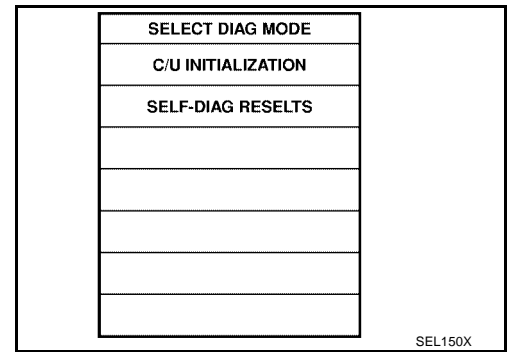 SELECT DIAG MODE
C/U INITIALIZATION
SELF-DIAG RESELTS
SEL150X